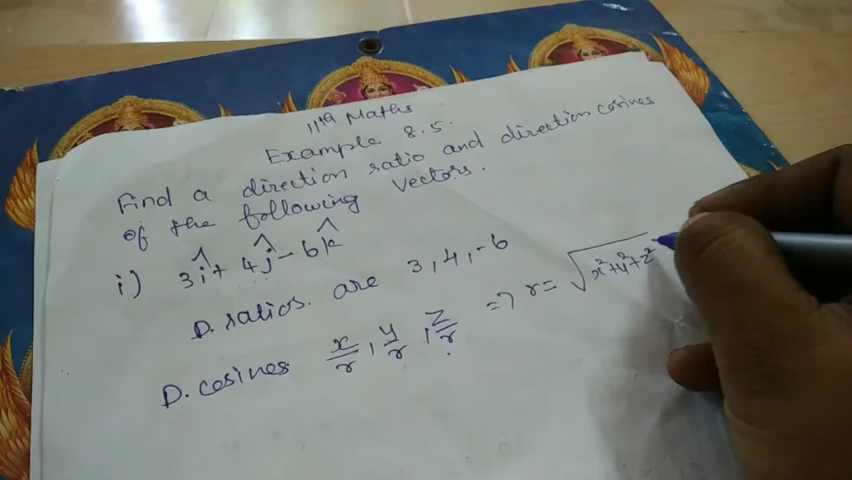 11th Maths
Example 8.5.
Find a direction ratio and direction cosines
of the following vectors.
i) 3î + 4ĵ - 6k̂
D. ratios. are 3, 4, -6
D. cosines x/r, y/r, z/r => r = √x²+y²+z²